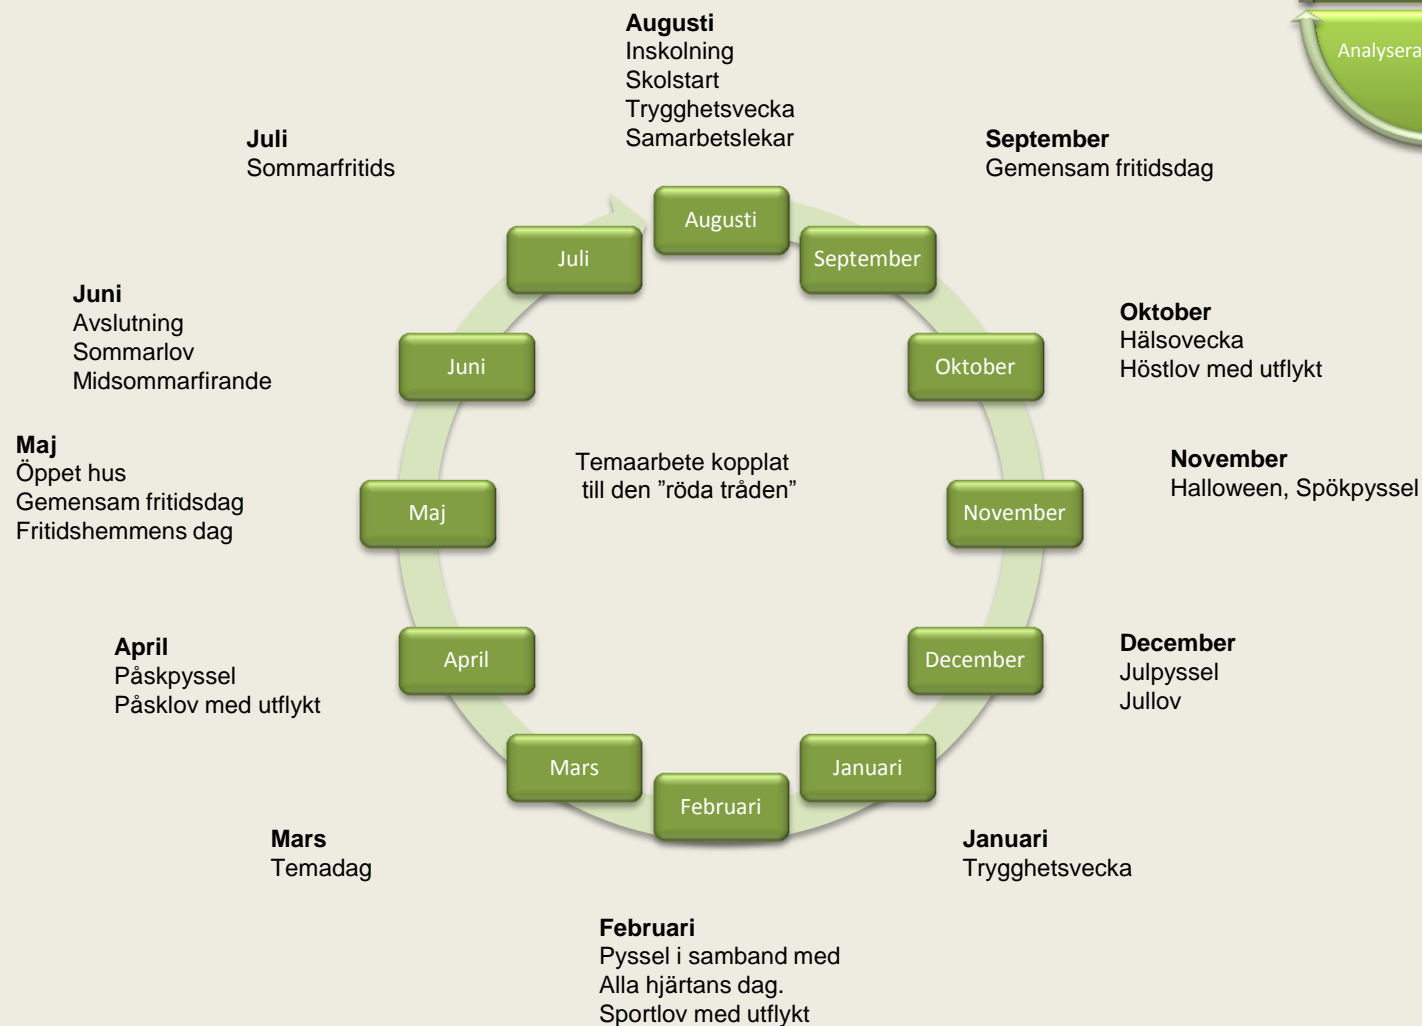 Augusti
Inskolning
Skolstart
Trygghetsvecka
Samarbetslekar
Analysera
Juli
Sommarfritids
September
Gemensam fritidsdag
Augusti
Juli
September
Juni
Avslutning
Sommarlov
Midsommarfirande
Oktober
Hälsovecka
Höstlov med utflykt
Juni
Oktober
Maj
Öppet hus
Gemensam fritidsdag
Fritidshemmens dag
Temaarbete kopplat
till den ”röda tråden”
November
Halloween, Spökpyssel
Maj
November
April
Påskpyssel
Påsklov med utflykt
April
December
December
Julpyssel
Jullov
Mars
Januari
Februari
Mars
Temadag
Januari
Trygghetsvecka
Februari
Pyssel i samband med
Alla hjärtans dag.
Sportlov med utflykt